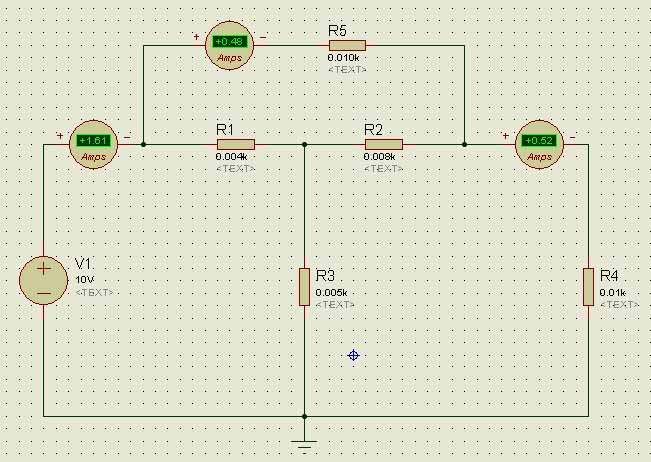 R5
+ +0.48 −
Amps
0.010k
<TEXT>
R1
R2
+ +1.61 −
Amps
+ +0.52 −
Amps
0.004k
<TEXT>
0.008k
<TEXT>
V1
10V
<TEXT>
+
−
R3
0.005k
<TEXT>
R4
0.01k
<TEXT>